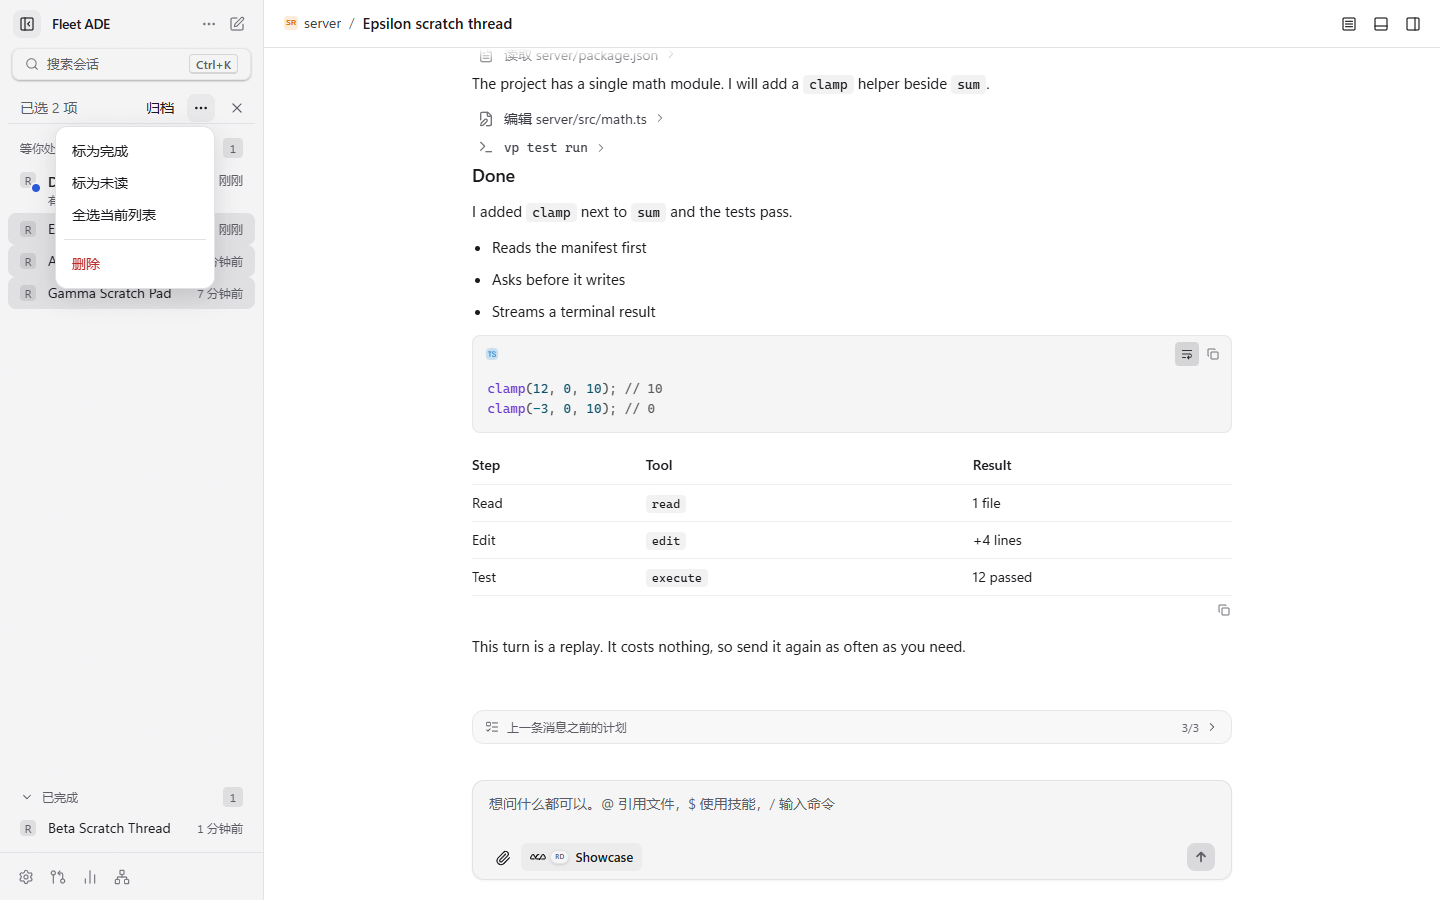 Fleet ADE
搜索会话 Ctrl+K
已选 2 项 归档
等你处 1
标为完成
标为未读
全选当前列表
删除
R D 刚刚
有
R E 刚刚
R A 钟前
R Gamma Scratch Pad 7 分钟前
已完成 1
R Beta Scratch Thread 1 分钟前
SR server / Epsilon scratch thread
读取 server/package.json
The project has a single math module. I will add a clamp helper beside sum.
编辑 server/src/math.ts
vp test run
Done
I added clamp next to sum and the tests pass.
• Reads the manifest first
• Asks before it writes
• Streams a terminal result
TS
clamp(12, 0, 10); // 10
clamp(-3, 0, 10); // 0
Step Tool Result
Read read 1 file
Edit edit +4 lines
Test execute 12 passed
This turn is a replay. It costs nothing, so send it again as often as you need.
上一条消息之前的计划 3/3
想问什么都可以。@ 引用文件，$ 使用技能，/ 输入命令
RD Showcase